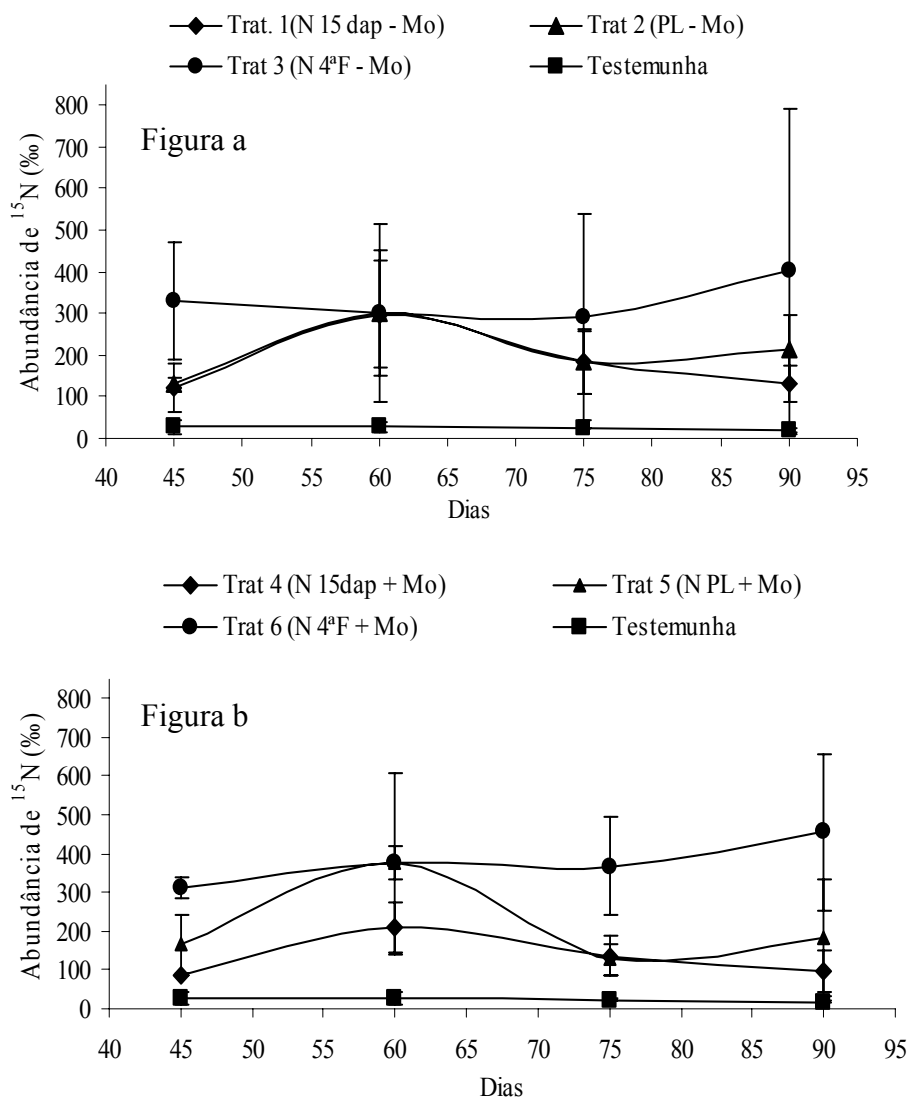 Trat. 1(N 15 dap - Mo) Trat 2 (PL - Mo)
Trat 3 (N 4ªF - Mo) Testemunha
Figura a
Abundância de ¹⁵N (‰)
800
700
600
500
400
300
200
100
0
40 45 50 55 60 65 70 75 80 85 90 95
Dias
Trat 4 (N 15dap + Mo) Trat 5 (N PL + Mo)
Trat 6 (N 4ªF + Mo) Testemunha
Figura b
Abundância de ¹⁵N (‰)
800
700
600
500
400
300
200
100
0
40 45 50 55 60 65 70 75 80 85 90 95
Dias